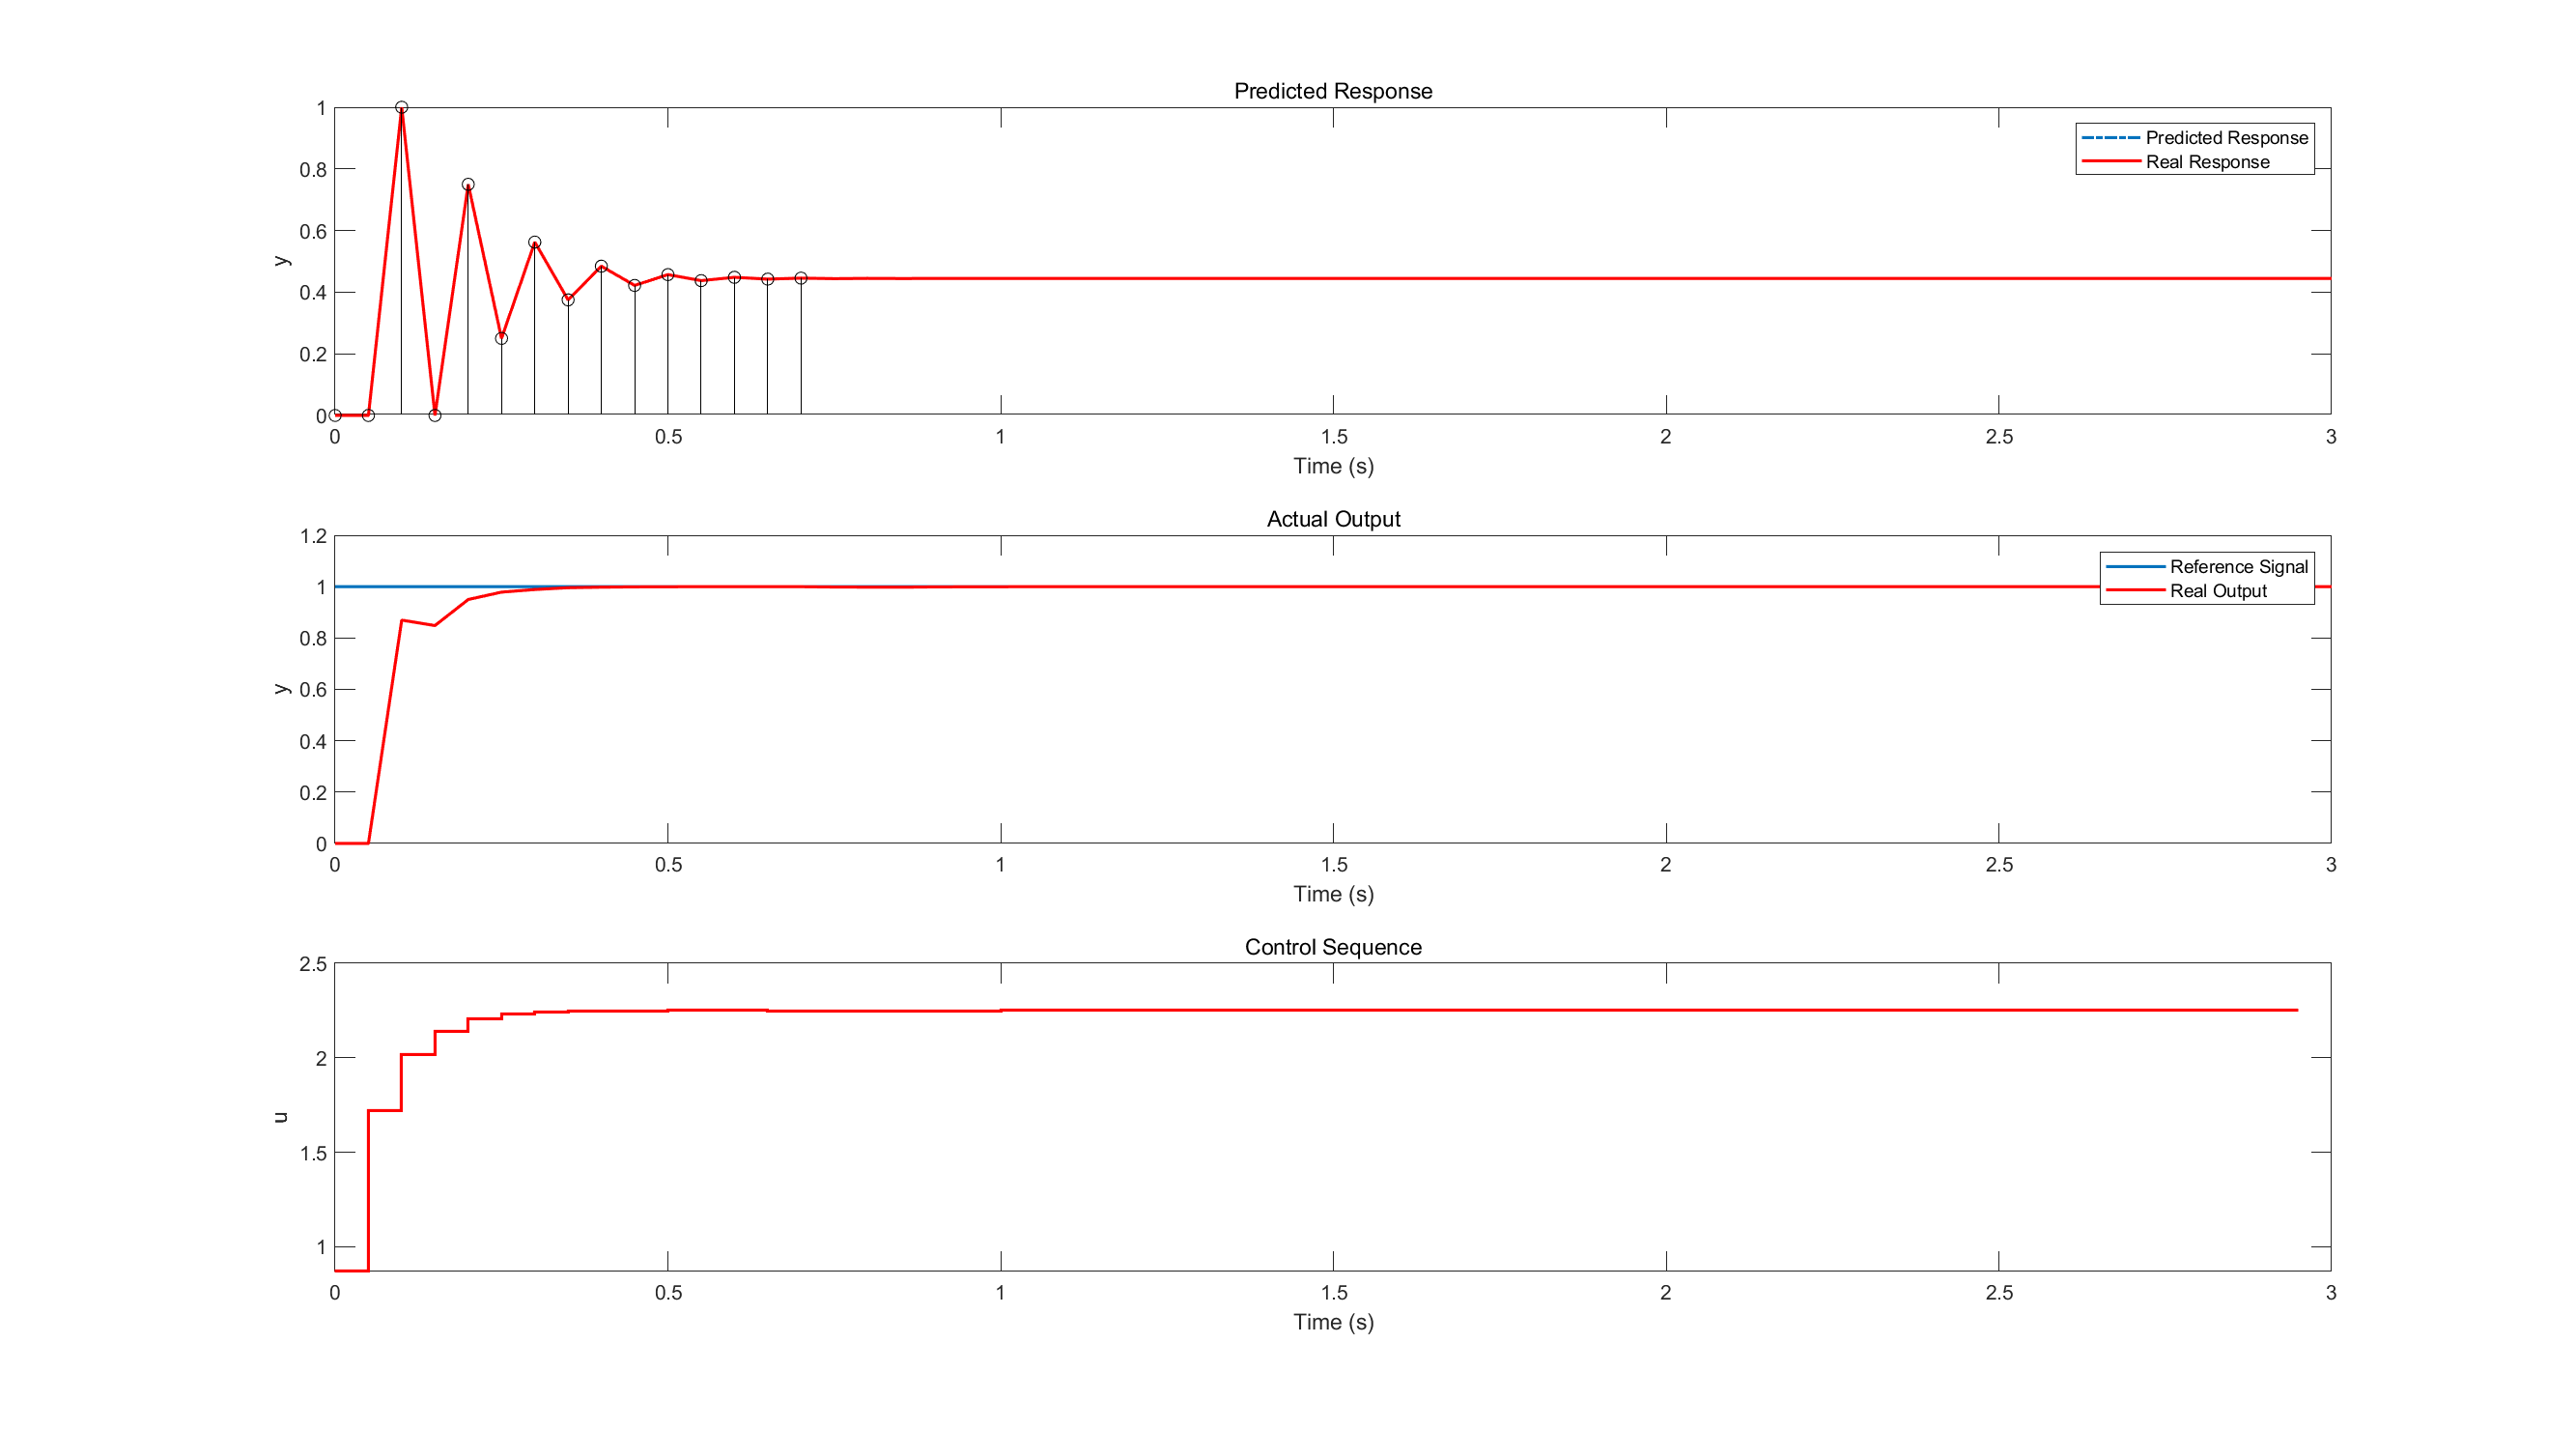 Predicted Response
1
0.8
0.6
0.4
0.2
0
y
Predicted Response
Real Response
0 0.5 1 1.5 2 2.5 3
Time (s)
Actual Output
1.2
1
0.8
0.6
0.4
0.2
0
y
Reference Signal
Real Output
0 0.5 1 1.5 2 2.5 3
Time (s)
Control Sequence
2.5
2
1.5
1
u
0 0.5 1 1.5 2 2.5 3
Time (s)